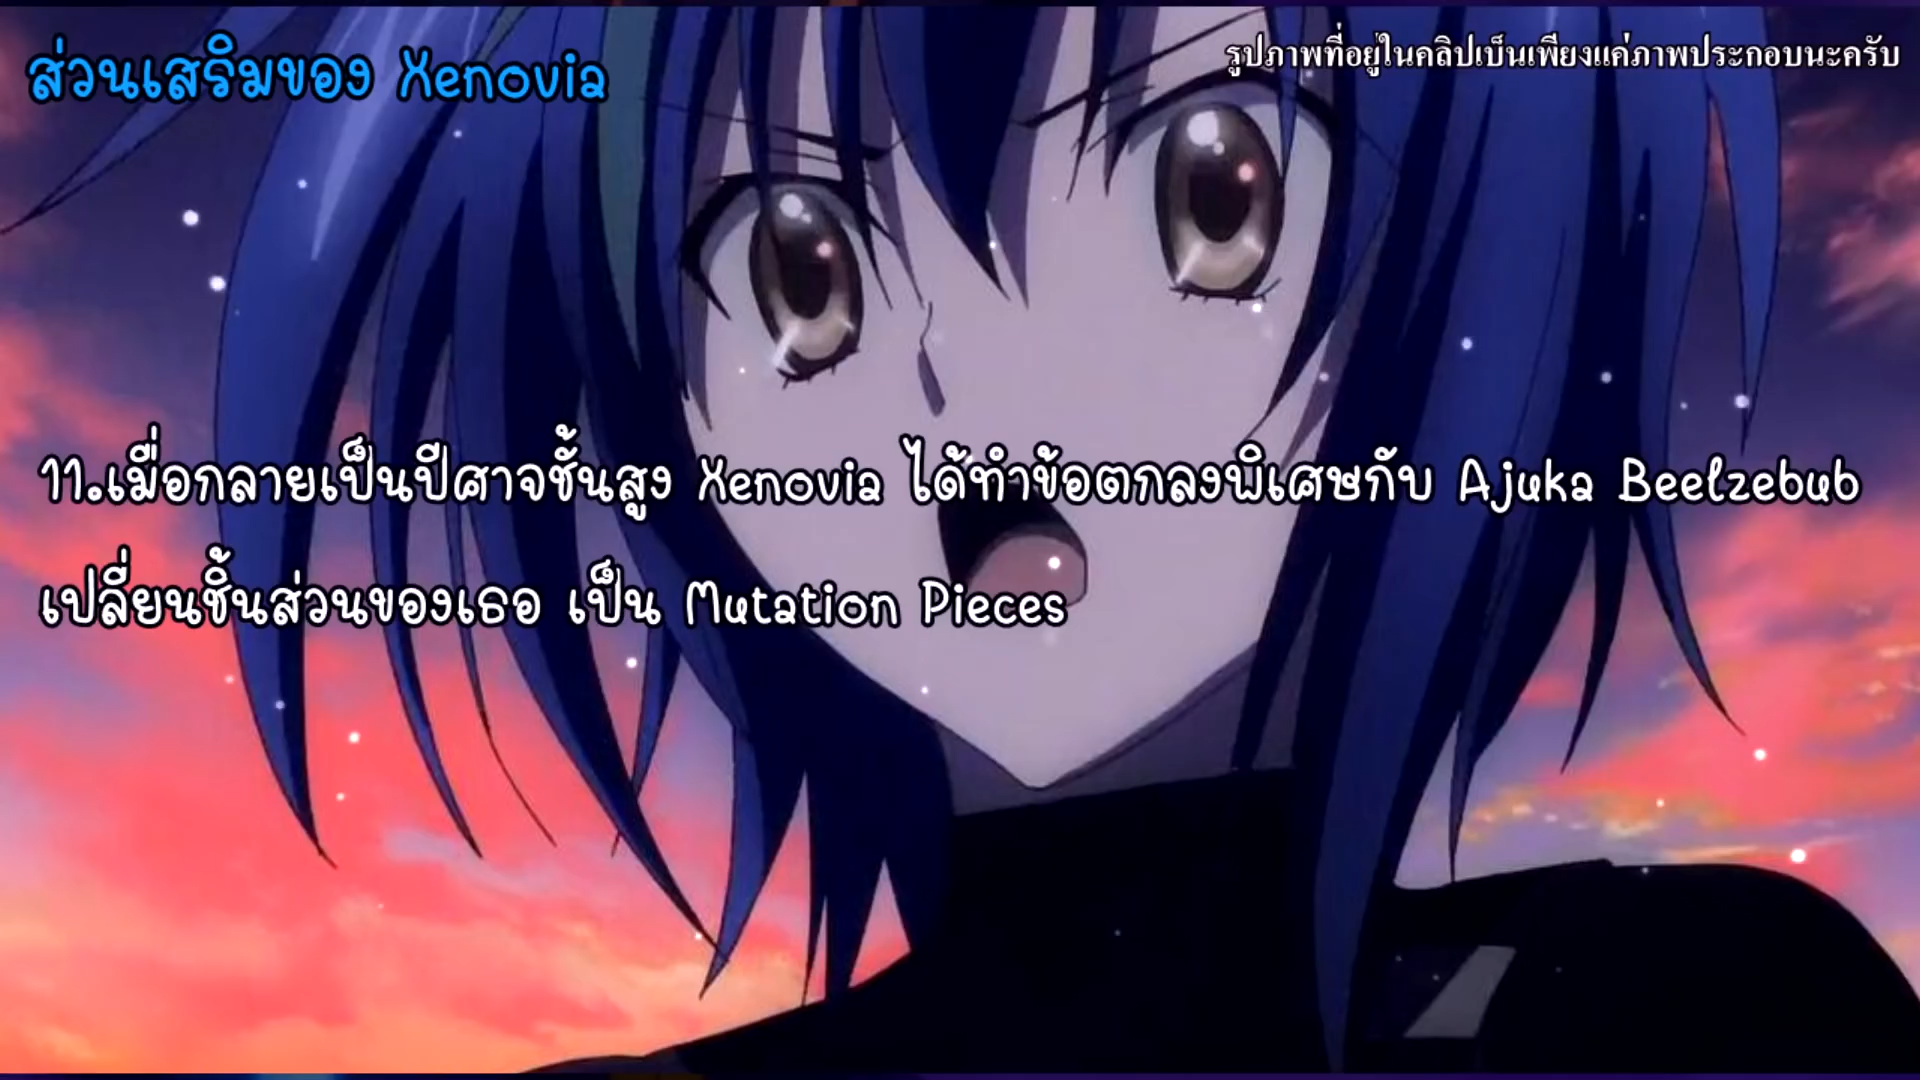 ส่วนเสริมของ Xenovia
รูปภาพที่อยู่ในคลิปเป็นเพียงแค่ภาพประกอบนะครับ
11.เมื่อกลายเป็นปีศาจชั้นสูง Xenovia ได้ทำข้อตกลงพิเศษกับ Ajuka Beelzebub
เปลี่ยนชิ้นส่วนของเธอ เป็น Mutation Pieces